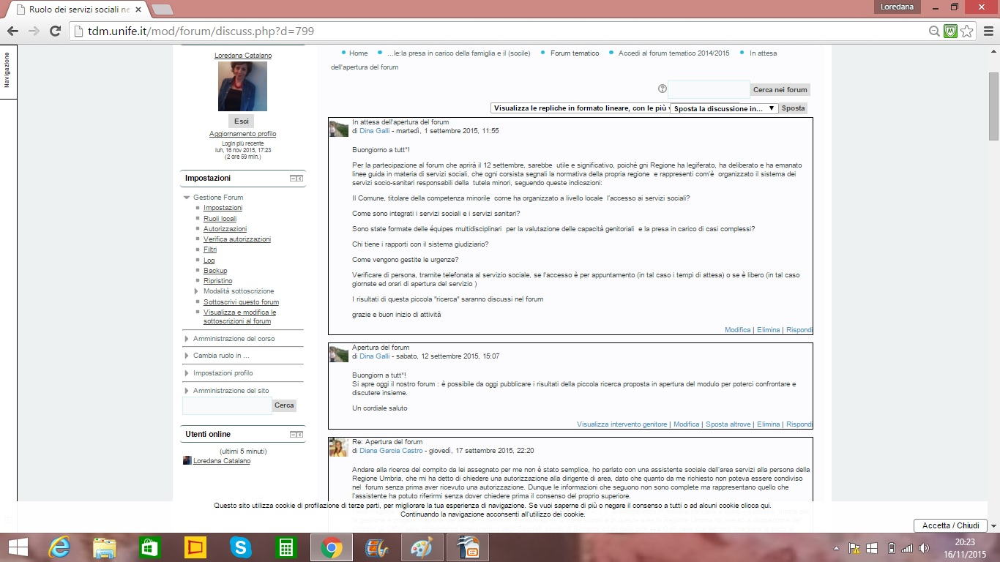 Ruolo dei servizi sociali ne
Loredana
tdm.unife.it/mod/forum/discuss.php?d=799
Navigazione
Loredana Catalano
Esci
Aggiornamento profilo
Login più recente
lun, 16 nov 2015, 17:23
(2 ore 59 min.)
Impostazioni
Gestione Forum
Impostazioni
Ruoli locali
Autorizzazioni
Verifica autorizzazioni
Filtri
Log
Backup
Ripristino
Modalità sottoscrizione
Sottoscrivi questo forum
Visualizza e modifica le
sottoscrizioni al forum
Amministrazione del corso
Cambia ruolo in ...
Impostazioni profilo
Amministrazione del sito
Cerca
Utenti online
(ultimi 5 minuti)
Loredana Catalano
Home ...le:la presa in carico della famiglia e il (socile) Forum tematico Accedi al forum tematico 2014/2015 In attesa
dell'apertura del forum
Cerca nei forum
Visualizza le repliche in formato lineare, con le più Sposta la discussione in... Sposta
In attesa dell'apertura del forum
di Dina Galli - martedì, 1 settembre 2015, 11:55
Buongiorno a tutt*!
Per la partecipazione al forum che aprirà il 12 settembre, sarebbe utile e significativo, poichè gni Regione ha legiferato, ha deliberato e ha emanato
linee guida in materia di servizi sociali, che ogni corsista segnali la normativa della propria regione e rappresenti com'è organizzato il sistema dei
servizi socio-sanitari responsabili della tutela minori, seguendo queste indicazioni:
Il Comune, titolare della competenza minorile come ha organizzato a livello locale l'accesso ai servizi sociali?
Come sono integrati i servizi sociali e i servizi sanitari?
Sono state formate delle équipes multidisciplinari per la valutazione delle capacità genitoriali e la presa in carico di casi complessi?
Chi tiene i rapporti con il sistema giudiziario?
Come vengono gestite le urgenze?
Verificare di persona, tramite telefonata al servizio sociale, se l'accesso è per appuntamento (in tal caso i tempi di attesa) o se è libero (in tal caso
giornate ed orari di apertura del servizio )
I risultati di questa piccola "ricerca" saranno discussi nel forum
grazie e buon inizio di attività
Modifica | Elimina | Rispondi
Apertura del forum
di Dina Galli - sabato, 12 settembre 2015, 15:07
Buongiorn a tutt*!
Si apre oggi il nostro forum : è possibile da oggi pubblicare i risultati della piccola ricerca proposta in apertura del modulo per poterci confrontare e
discutere insieme.
Un cordiale saluto
Visualizza intervento genitore | Modifica | Sposta altrove | Elimina | Rispondi
Re: Apertura del forum
di Diana Garcia Castro - giovedì, 17 settembre 2015, 22:20
Andare alla ricerca del compito da lei assegnato per me non è stato semplice, ho parlato con una assistente sociale dell'area servizi alla persona della
Regione Umbria, che mi ha detto di chiedere una autorizzazione alla dirigente di area, dato che quanto da me richiesto non poteva essere condiviso
nel forum senza prima aver ricevuto una autorizzazione. Dunque le informazioni che seguono non sono complete ma rappresentano quello che
l'assistente ha potuto riferirmi senza dover chiedere prima il consenso del proprio superiore.
Questo sito utilizza cookie di profilazione di terze parti, per migliorare la tua esperienza di navigazione. Se vuoi saperne di più o negare il consenso a tutti o ad alcuni cookie clicca qui.
Continuando la navigazione acconsenti all'utilizzo dei cookie.
Accetta / Chiudi
20:23
16/11/2015